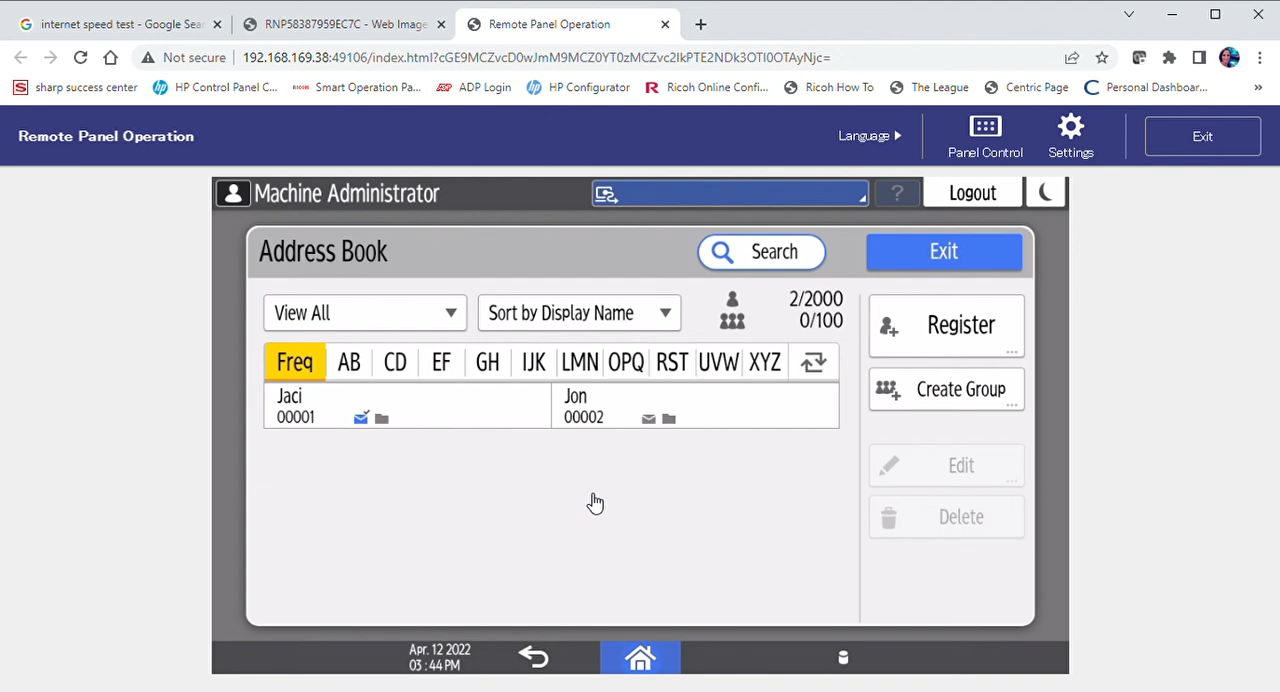 internet speed test - Google Sea
RNP58387959EC7C - Web Image
Remote Panel Operation
Not secure
192.168.169.38:49106/index.html?
sharp success center
HP Control Panel C...
RICOH
Smart Operation Pa...
ADP Login
HP Configurator
Ricoh Online Confi...
Ricoh How To
The League
Centric Page
Personal Dashboar...
Remote Panel Operation
Language
Panel Control
Settings
Exit
Machine Administrator
?
Logout
Address Book
Search
Exit
View All
Sort by Display Name
2/2000
0/100
Register
...
Freq AB CD EF GH IJK LMN OPQ RST UVW XYZ
Create Group
...
Jaci
00001
Jon
00002
Edit
...
Delete
Apr. 12 2022
03 : 44 PM